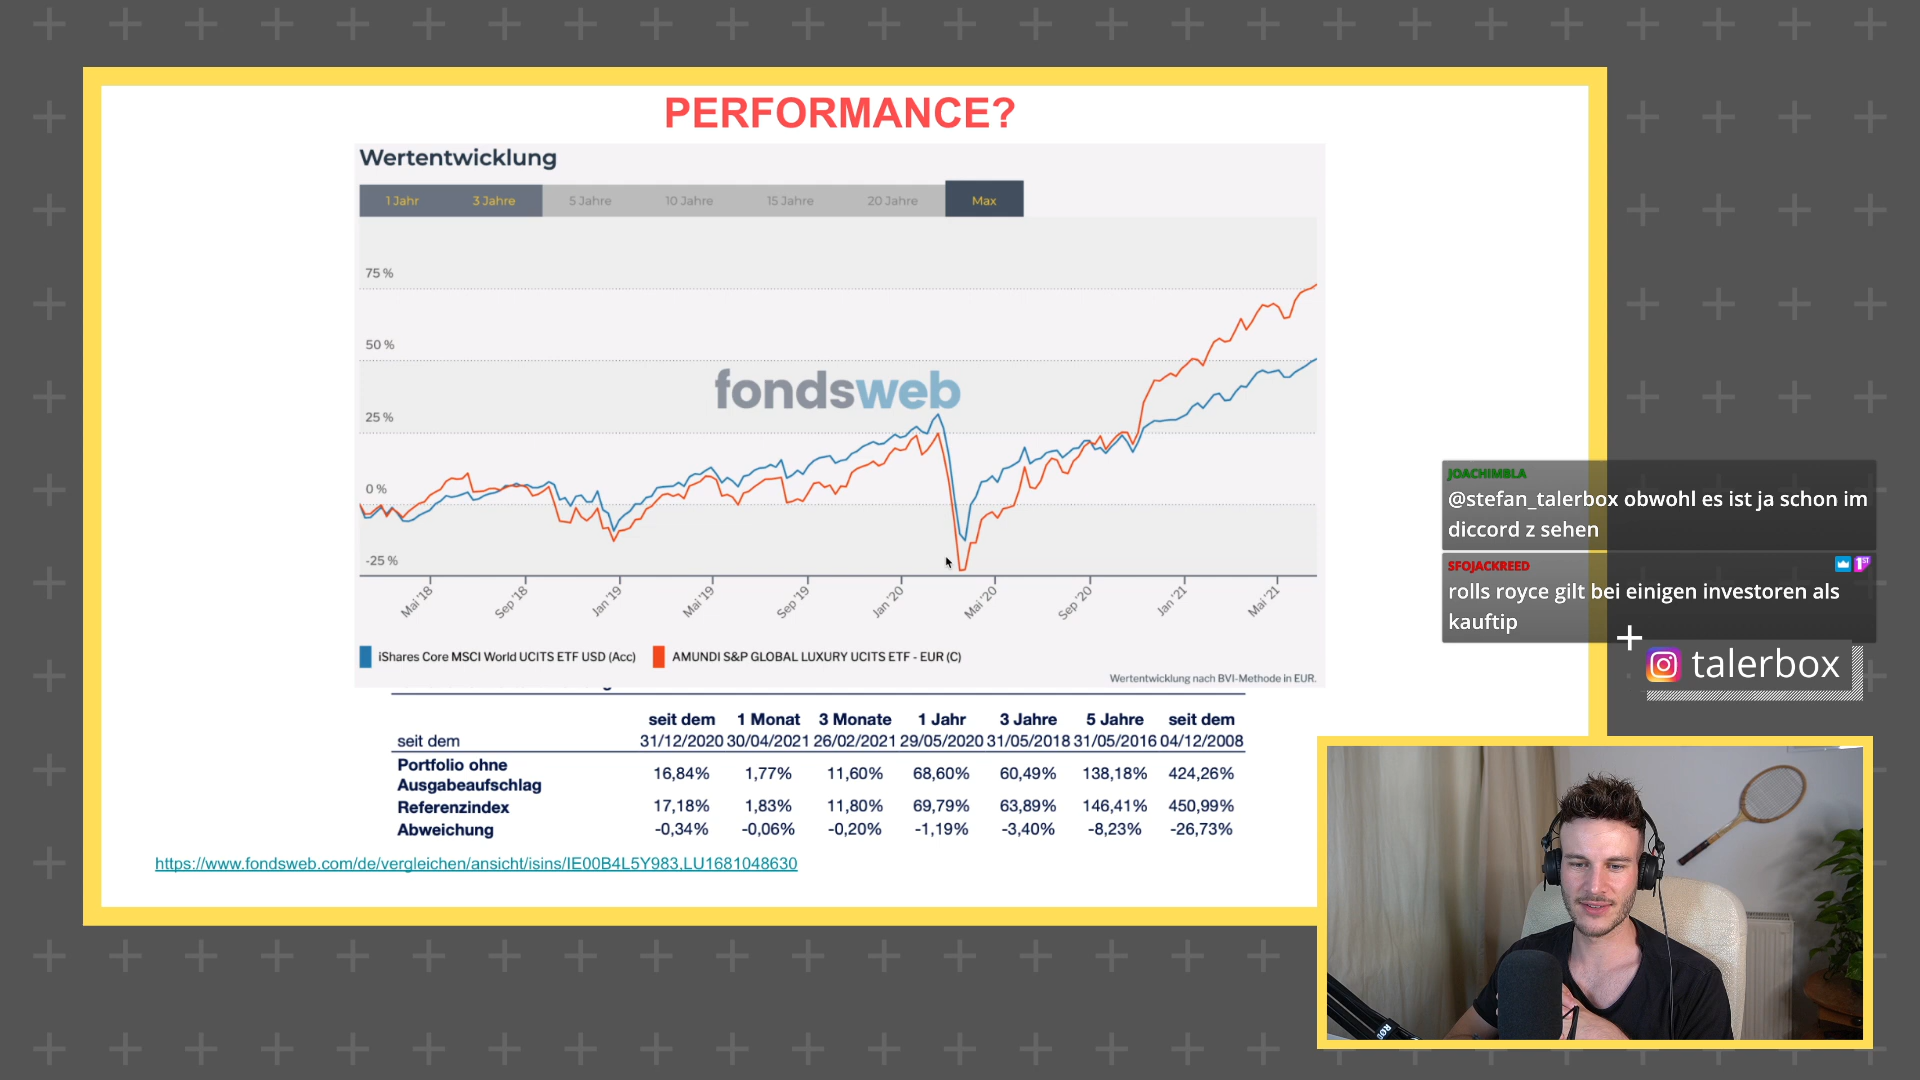 PERFORMANCE?
Wertentwicklung
1 Jahr 3 Jahre 5 Jahre 10 Jahre 15 Jahre 20 Jahre Max
75 %
50 %
25 %
0 %
-25 %
fondsweb
Mai '18 Sep '18 Jan '19 Mai '19 Sep '19 Jan '20 Mai '20 Sep '20 Jan '21 Mai '21
iShares Core MSCI World UCITS ETF USD (Acc) AMUNDI S&P GLOBAL LUXURY UCITS ETF - EUR (C)
Wertentwicklung nach BVI-Methode in EUR.
seit dem 1 Monat 3 Monate 1 Jahr 3 Jahre 5 Jahre seit dem
seit dem 31/12/2020 30/04/2021 26/02/2021 29/05/2020 31/05/2018 31/05/2016 04/12/2008
Portfolio ohne
Ausgabeaufschlag 16,84% 1,77% 11,60% 68,60% 60,49% 138,18% 424,26%
Referenzindex 17,18% 1,83% 11,80% 69,79% 63,89% 146,41% 450,99%
Abweichung -0,34% -0,06% -0,20% -1,19% -3,40% -8,23% -26,73%
https://www.fondsweb.com/de/vergleichen/ansicht/isins/IE00B4L5Y983,LU1681048630
JOACHIMBLA
@stefan_talerbox obwohl es ist ja schon im
diccord z sehen
SFOJACKREED
rolls royce gilt bei einigen investoren als
kauftip
talerbox